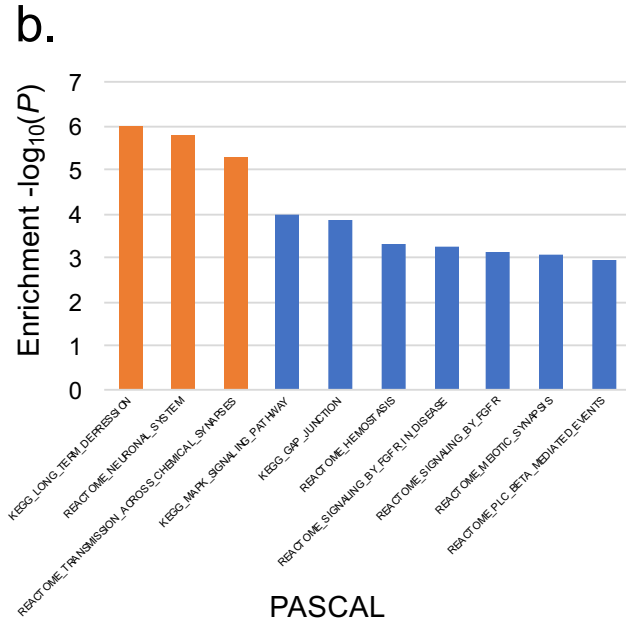 b.
Enrichment -log₁₀(P)
7
6
5
4
3
2
1
0
KEGG_LONG_TERM_DEPRESSION
REACTOME_NEURONAL_SYSTEM
REACTOME_TRANSMISSION_ACROSS_CHEMICAL_SYNAPSES
KEGG_MAPK_SIGNALING_PATHWAY
KEGG_GAP_JUNCTION
REACTOME_HEMOSTASIS
REACTOME_SIGNALING_BY_FGFR_IN_DISEASE
REACTOME_SIGNALING_BY_FGFR
REACTOME_MEIOTIC_SYNAPSIS
REACTOME_PLC_BETA_MEDIATED_EVENTS
PASCAL